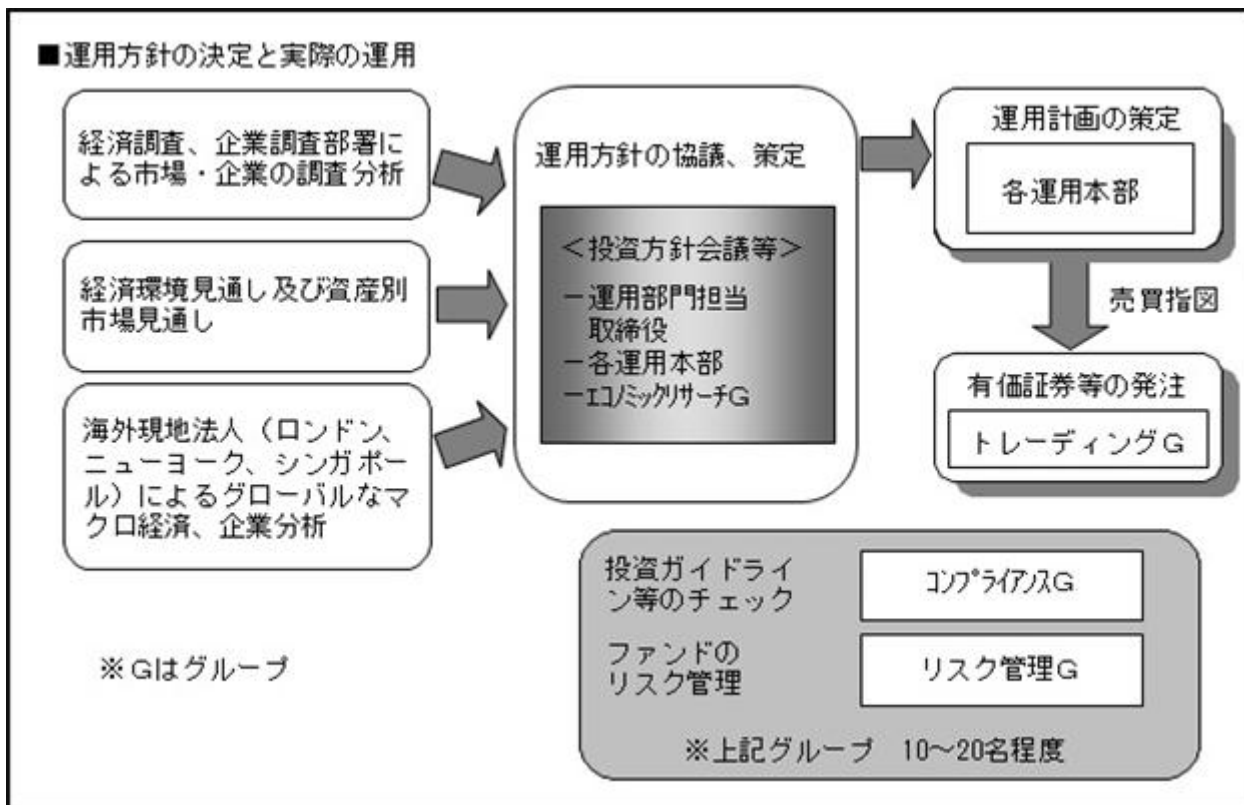 ■運用方針の決定と実際の運用
経済調査、企業調査部署に
よる市場・企業の調査分析
経済環境見通し及び資産別
市場見通し
海外現地法人（ロンドン、
ニューヨーク、シンガポー
ル）によるグローバルなマ
クロ経済、企業分析
運用方針の協議、策定
＜投資方針会議等＞
－運用部門担当
取締役
－各運用本部
－ｴｺﾉﾐｯｸﾘｻｰﾁＧ
運用計画の策定
各運用本部
売買指図
有価証券等の発注
トレーディングＧ
投資ガイドライ
ン等のチェック
ｺﾝﾌﾟﾗｲｱﾝｽＧ
ファンドの
リスク管理
リスク管理Ｇ
※上記グループ　10～20名程度
※Ｇはグループ